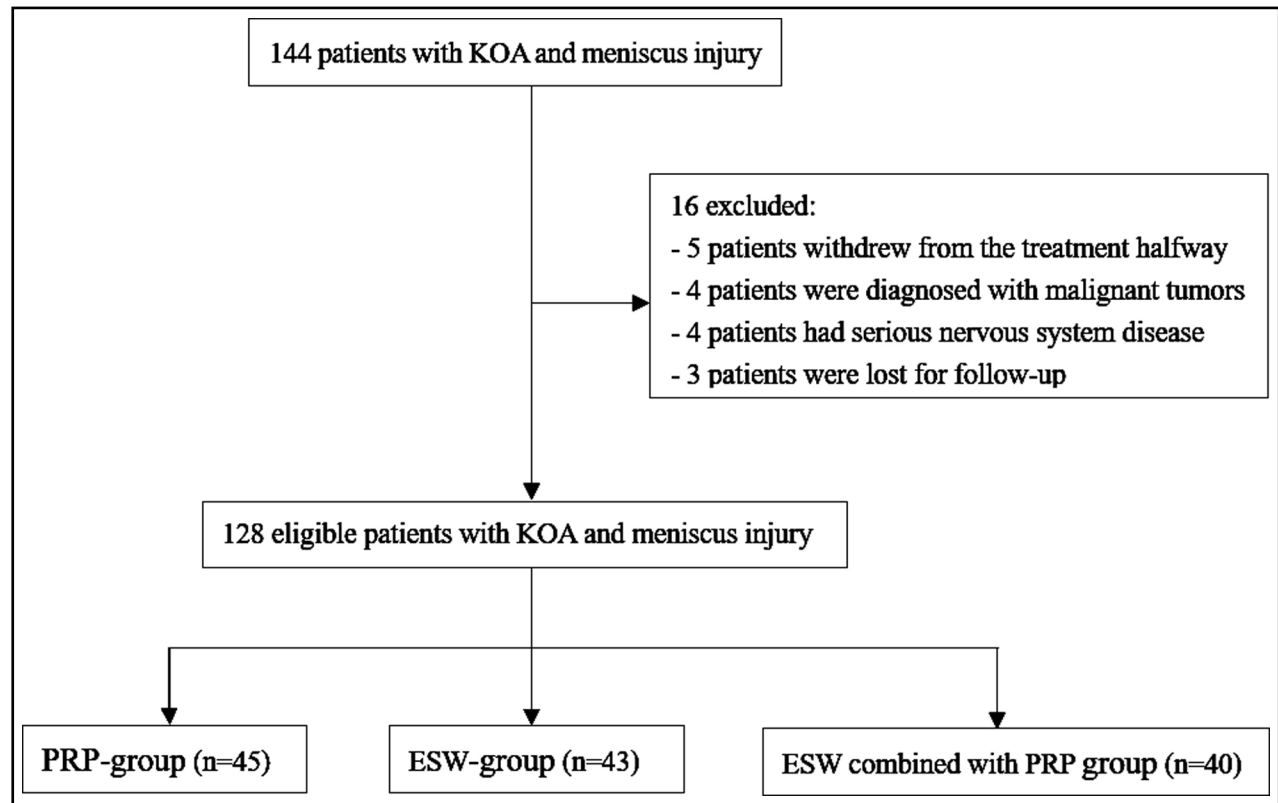 144 patients with KOA and meniscus injury
16 excluded:
- 5 patients withdrew from the treatment halfway
- 4 patients were diagnosed with malignant tumors
- 4 patients had serious nervous system disease
- 3 patients were lost for follow-up
128 eligible patients with KOA and meniscus injury
PRP-group (n=45)
ESW-group (n=43)
ESW combined with PRP group (n=40)